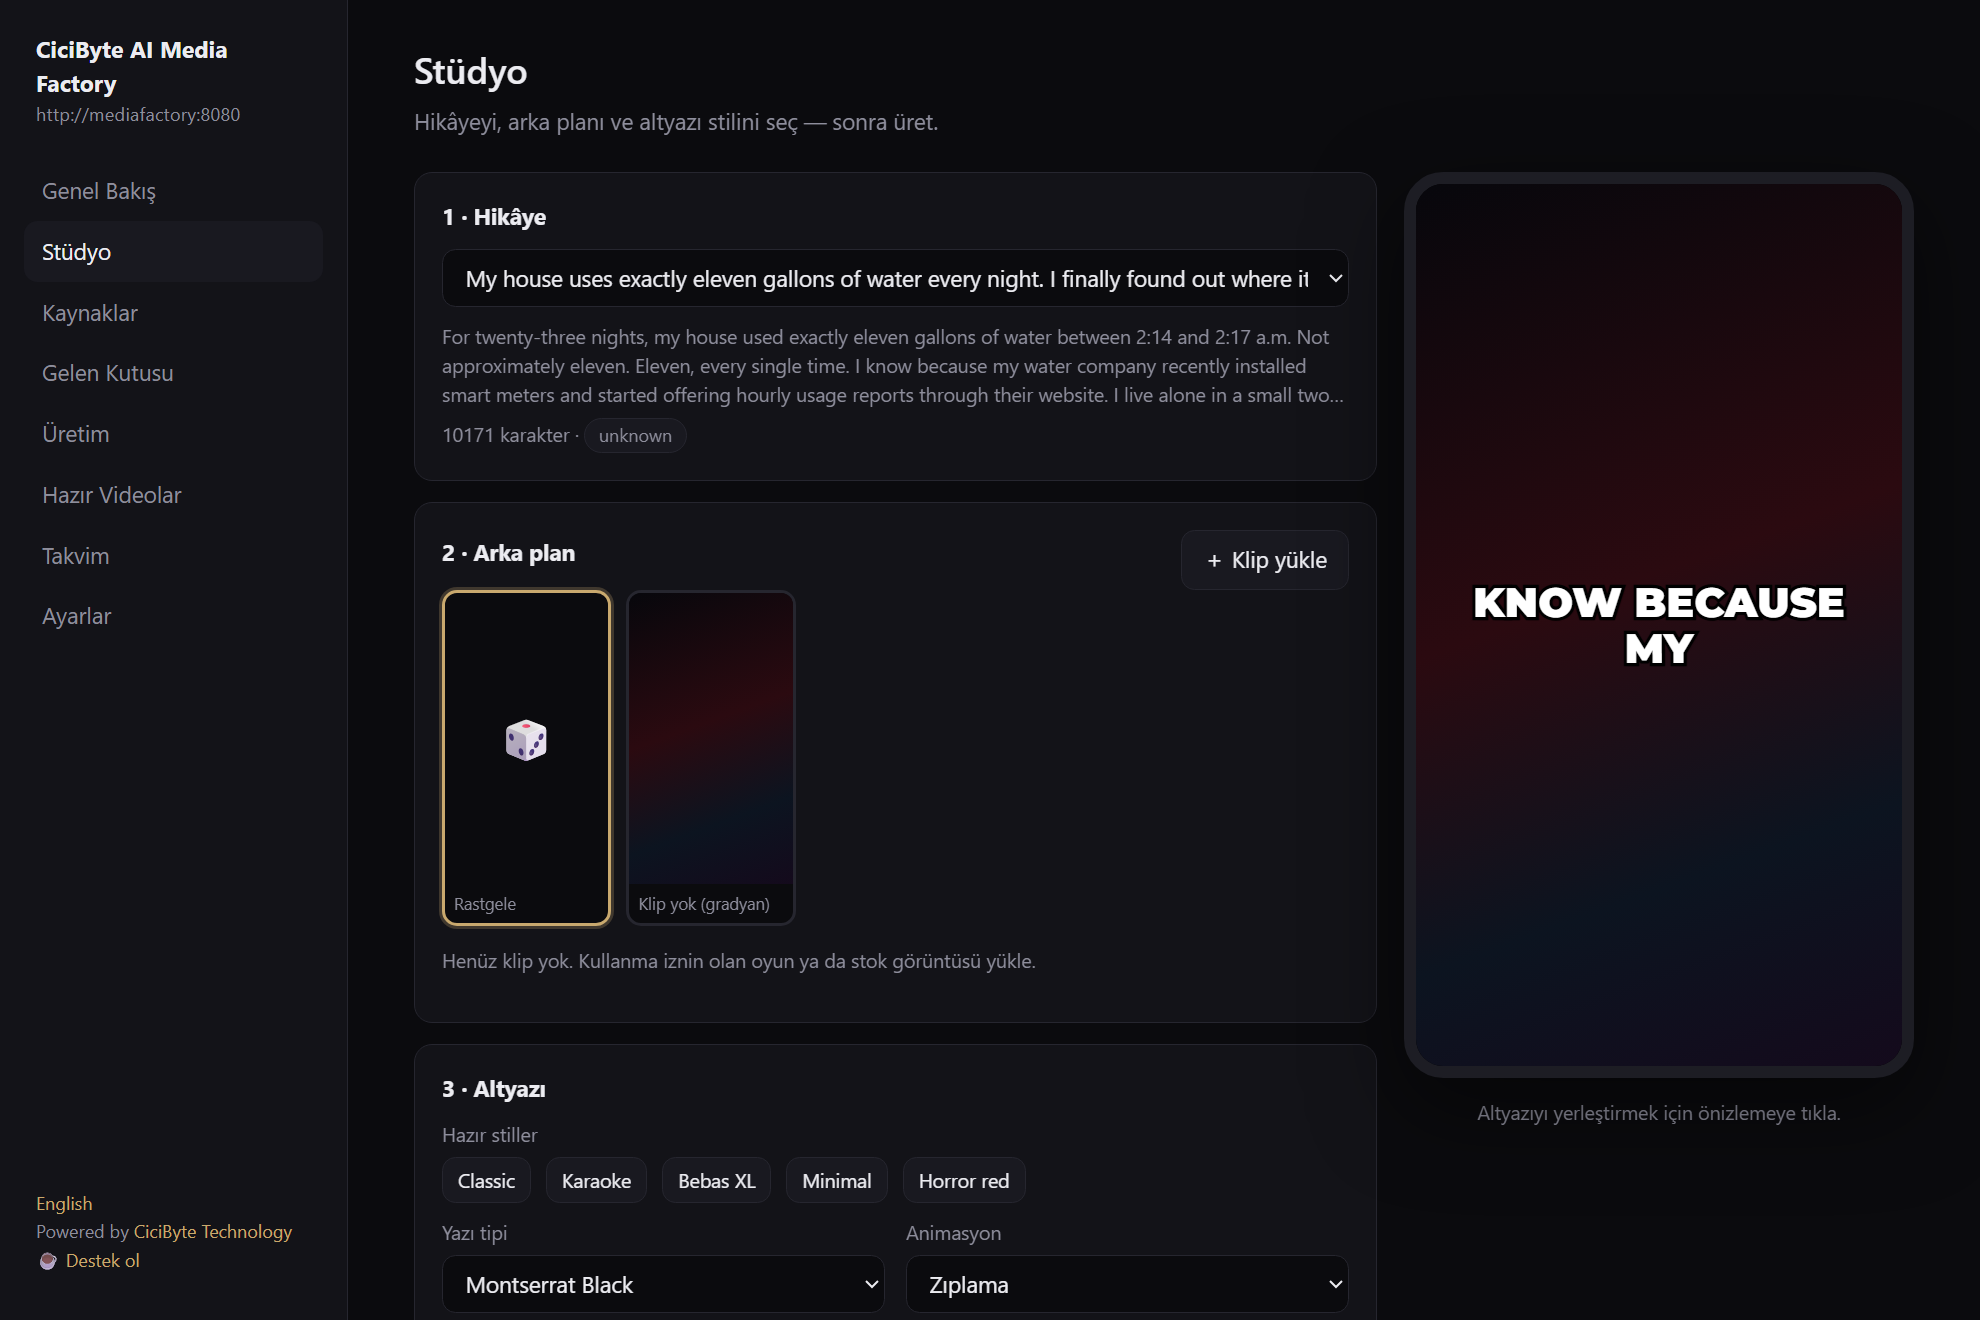 CiciByte AI Media
Factory
http://mediafactory:8080
Genel Bakış
Stüdyo
Kaynaklar
Gelen Kutusu
Üretim
Hazır Videolar
Takvim
Ayarlar
English
Powered by CiciByte Technology
Destek ol
Stüdyo
Hikâyeyi, arka planı ve altyazı stilini seç — sonra üret.
1 · Hikâye
My house uses exactly eleven gallons of water every night. I finally found out where it
For twenty-three nights, my house used exactly eleven gallons of water between 2:14 and 2:17 a.m. Not
approximately eleven. Eleven, every single time. I know because my water company recently installed
smart meters and started offering hourly usage reports through their website. I live alone in a small two…
10171 karakter · unknown
2 · Arka plan
+ Klip yükle
Rastgele
Klip yok (gradyan)
Henüz klip yok. Kullanma iznin olan oyun ya da stok görüntüsü yükle.
3 · Altyazı
Hazır stiller
Classic
Karaoke
Bebas XL
Minimal
Horror red
Yazı tipi
Animasyon
Montserrat Black
Zıplama
KNOW BECAUSE
MY
Altyazıyı yerleştirmek için önizlemeye tıkla.